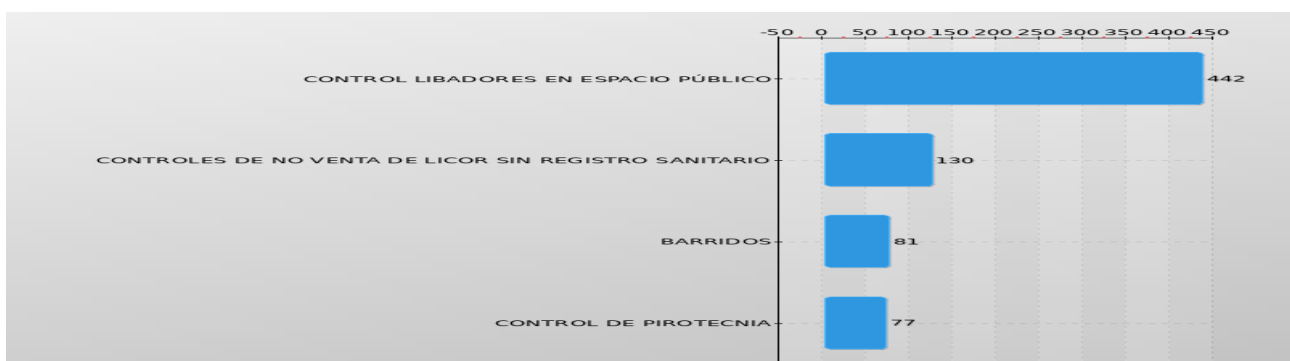 -50 0 50 100 150 200 250 300 350 400 450
CONTROL LIBADORES EN ESPACIO PÚBLICO 442
CONTROLES DE NO VENTA DE LICOR SIN REGISTRO SANITARIO 130
BARRIDOS 81
CONTROL DE PIROTECNIA 77